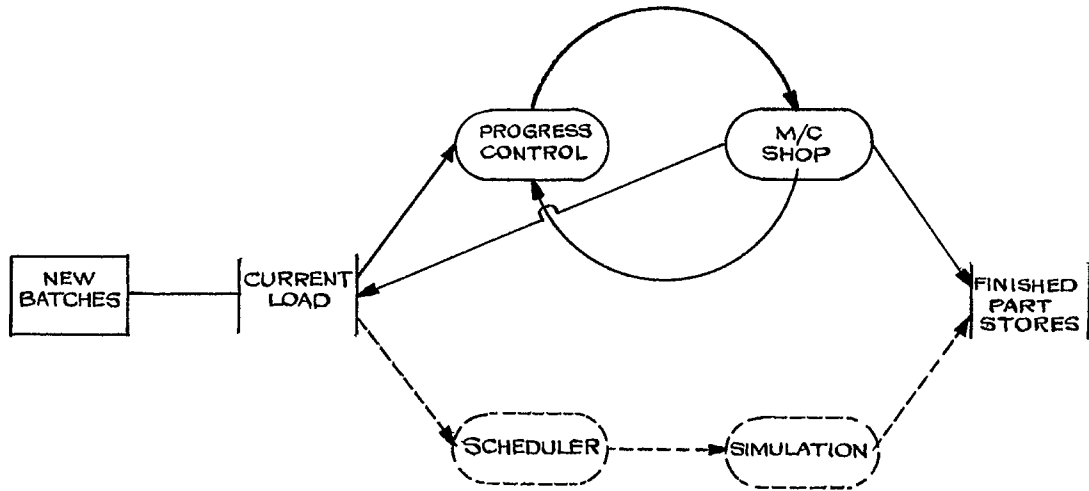 PROGRESS
CONTROL
M/C
SHOP
NEW
BATCHES
CURRENT
LOAD
FINISHED
PART
STORES
SCHEDULER
SIMULATION